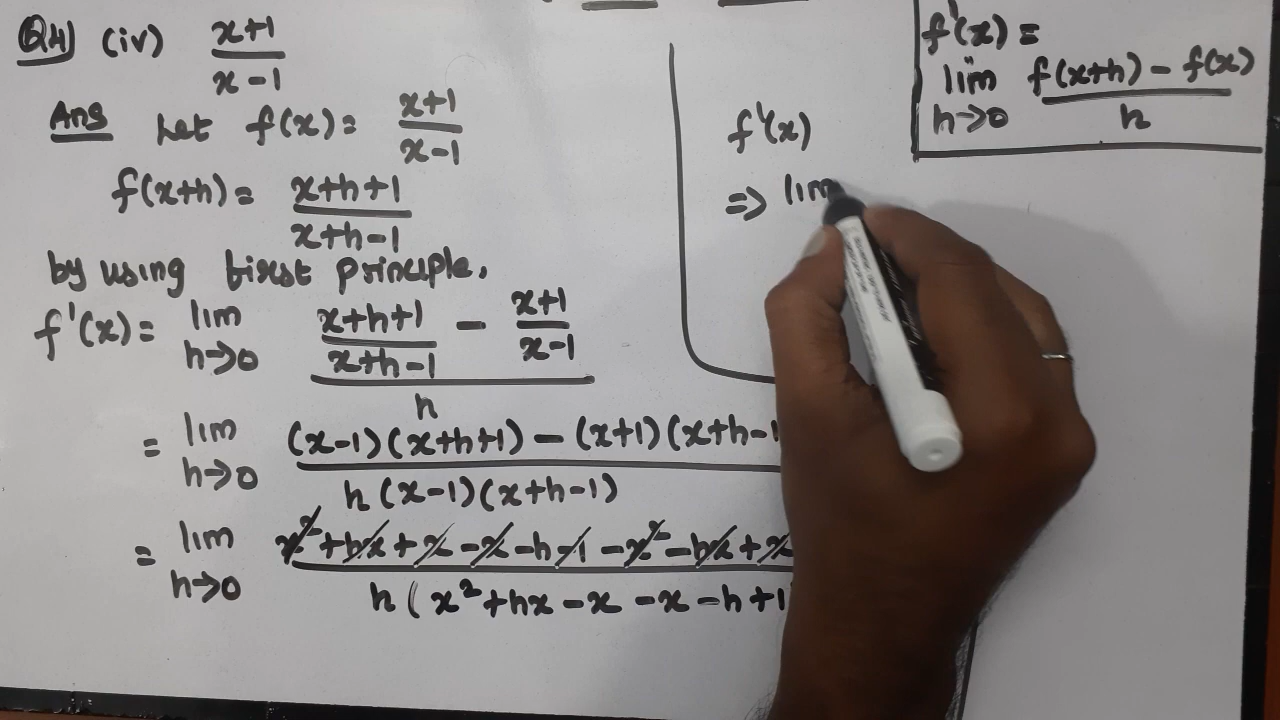 Q4) (iv) x+1 / x-1
Ans Let f(x) = x+1 / x-1
f(x+h) = x+h+1 / x+h-1
by using first principle,
f'(x) = lim h→0 x+h+1 / x+h-1 - x+1 / x-1 / h
= lim h→0 (x-1)(x+h+1) - (x+1)(x+h-1 / h(x-1)(x+h-1)
= lim h→0 x²+hx+x-x-h-1-x²-hx+x / h(x²+hx-x-x-h+1
f'(x)
⇒ lim
f'(x) =
lim h→0 f(x+h) - f(x) / h